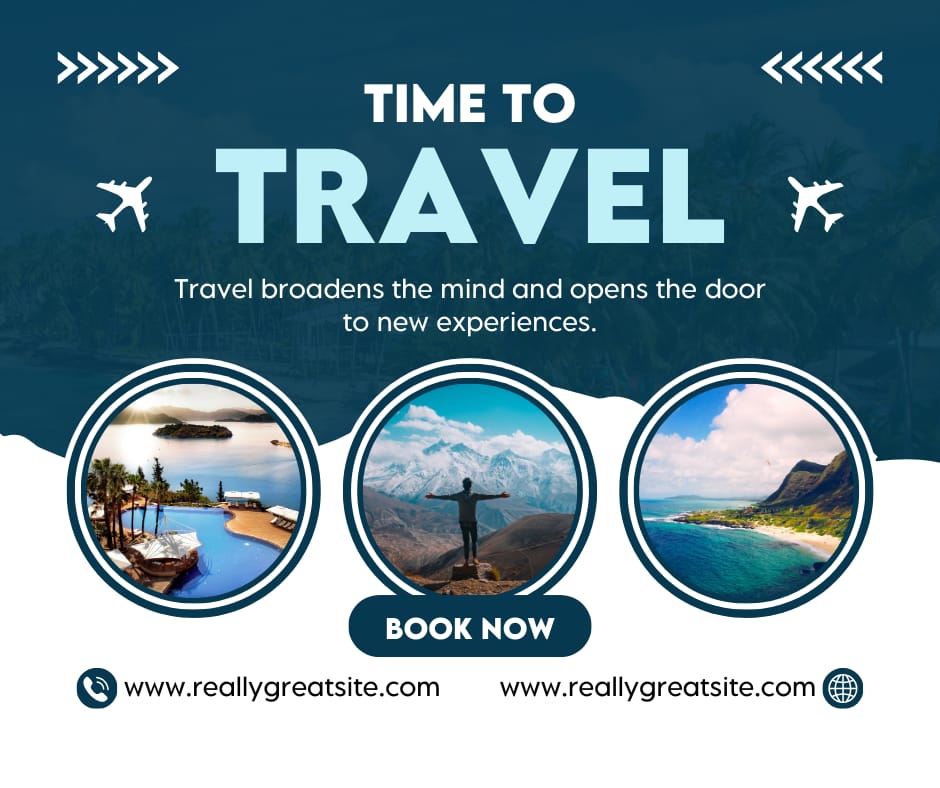 TIME TO
TRAVEL
Travel broadens the mind and opens the door
to new experiences.
BOOK NOW
www.reallygreatsite.com
www.reallygreatsite.com